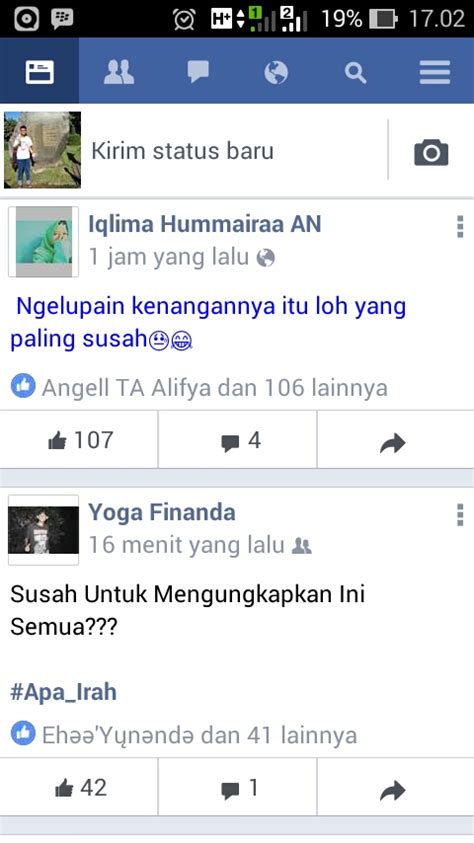 H+ 1 2 19% 17.02
Kirim status baru
Iqlima Hummairaa AN
1 jam yang lalu
Ngelupain kenangannya itu loh yang
paling susah
Angell TA Alifya dan 106 lainnya
107 4
Yoga Finanda
16 menit yang lalu
Susah Untuk Mengungkapkan Ini
Semua???
#Apa_Irah
Ehəə'Yųnəndə dan 41 lainnya
42 1